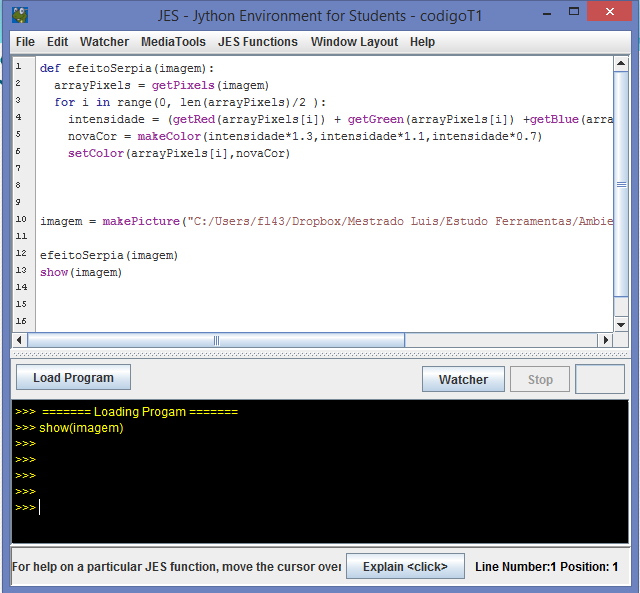 JES - Jython Environment for Students - codigoT1
File Edit Watcher MediaTools JES Functions Window Layout Help
1 def efeitoSerpia(imagem):
2 arrayPixels = getPixels(imagem)
3 for i in range(0, len(arrayPixels)/2 ):
4 intensidade = (getRed(arrayPixels[i]) + getGreen(arrayPixels[i]) +getBlue(arra
5 novaCor = makeColor(intensidade*1.3,intensidade*1.1,intensidade*0.7)
6 setColor(arrayPixels[i],novaCor)
7
8
9
10 imagem = makePicture("C:/Users/fl43/Dropbox/Mestrado Luis/Estudo Ferramentas/Ambie
11
12 efeitoSerpia(imagem)
13 show(imagem)
14
15
16
Load Program Watcher Stop
>>> ======= Loading Progam =======
>>> show(imagem)
>>>
>>>
>>>
>>>
>>>
For help on a particular JES function, move the cursor over Explain <click> Line Number:1 Position: 1